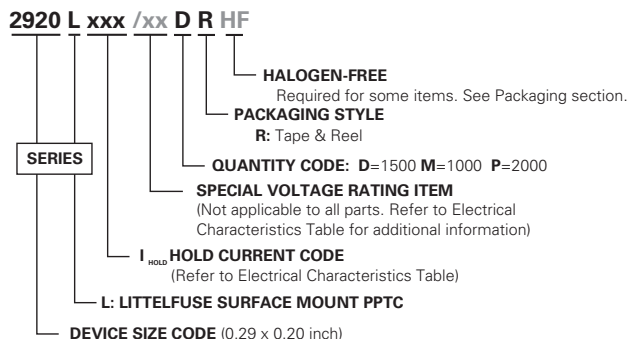 2920 L xxx /xx D R HF
HALOGEN-FREE
Required for some items. See Packaging section.
PACKAGING STYLE
R: Tape & Reel
SERIES
QUANTITY CODE: D=1500 M=1000 P=2000
SPECIAL VOLTAGE RATING ITEM
(Not applicable to all parts. Refer to Electrical
Characteristics Table for additional information)
I HOLD HOLD CURRENT CODE
(Refer to Electrical Characteristics Table)
L: LITTELFUSE SURFACE MOUNT PPTC
DEVICE SIZE CODE (0.29 x 0.20 inch)